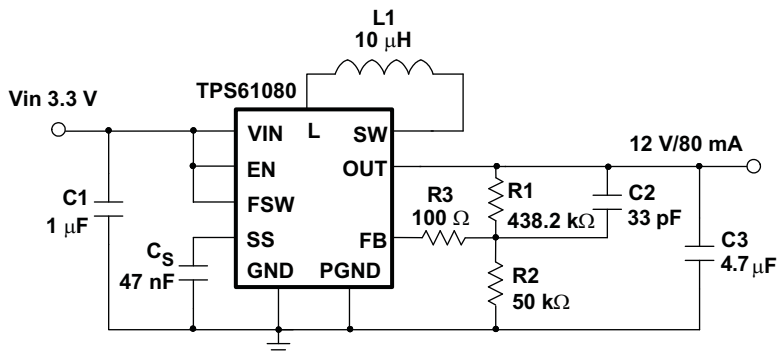 L1
10 μH
TPS61080
Vin 3.3 V
VIN
L
SW
12 V/80 mA
EN
OUT
C1
1 μF
FSW
R3
100 Ω
R1
438.2 kΩ
C2
33 pF
SS
FB
C3
4.7 μF
CS
47 nF
GND
PGND
R2
50 kΩ